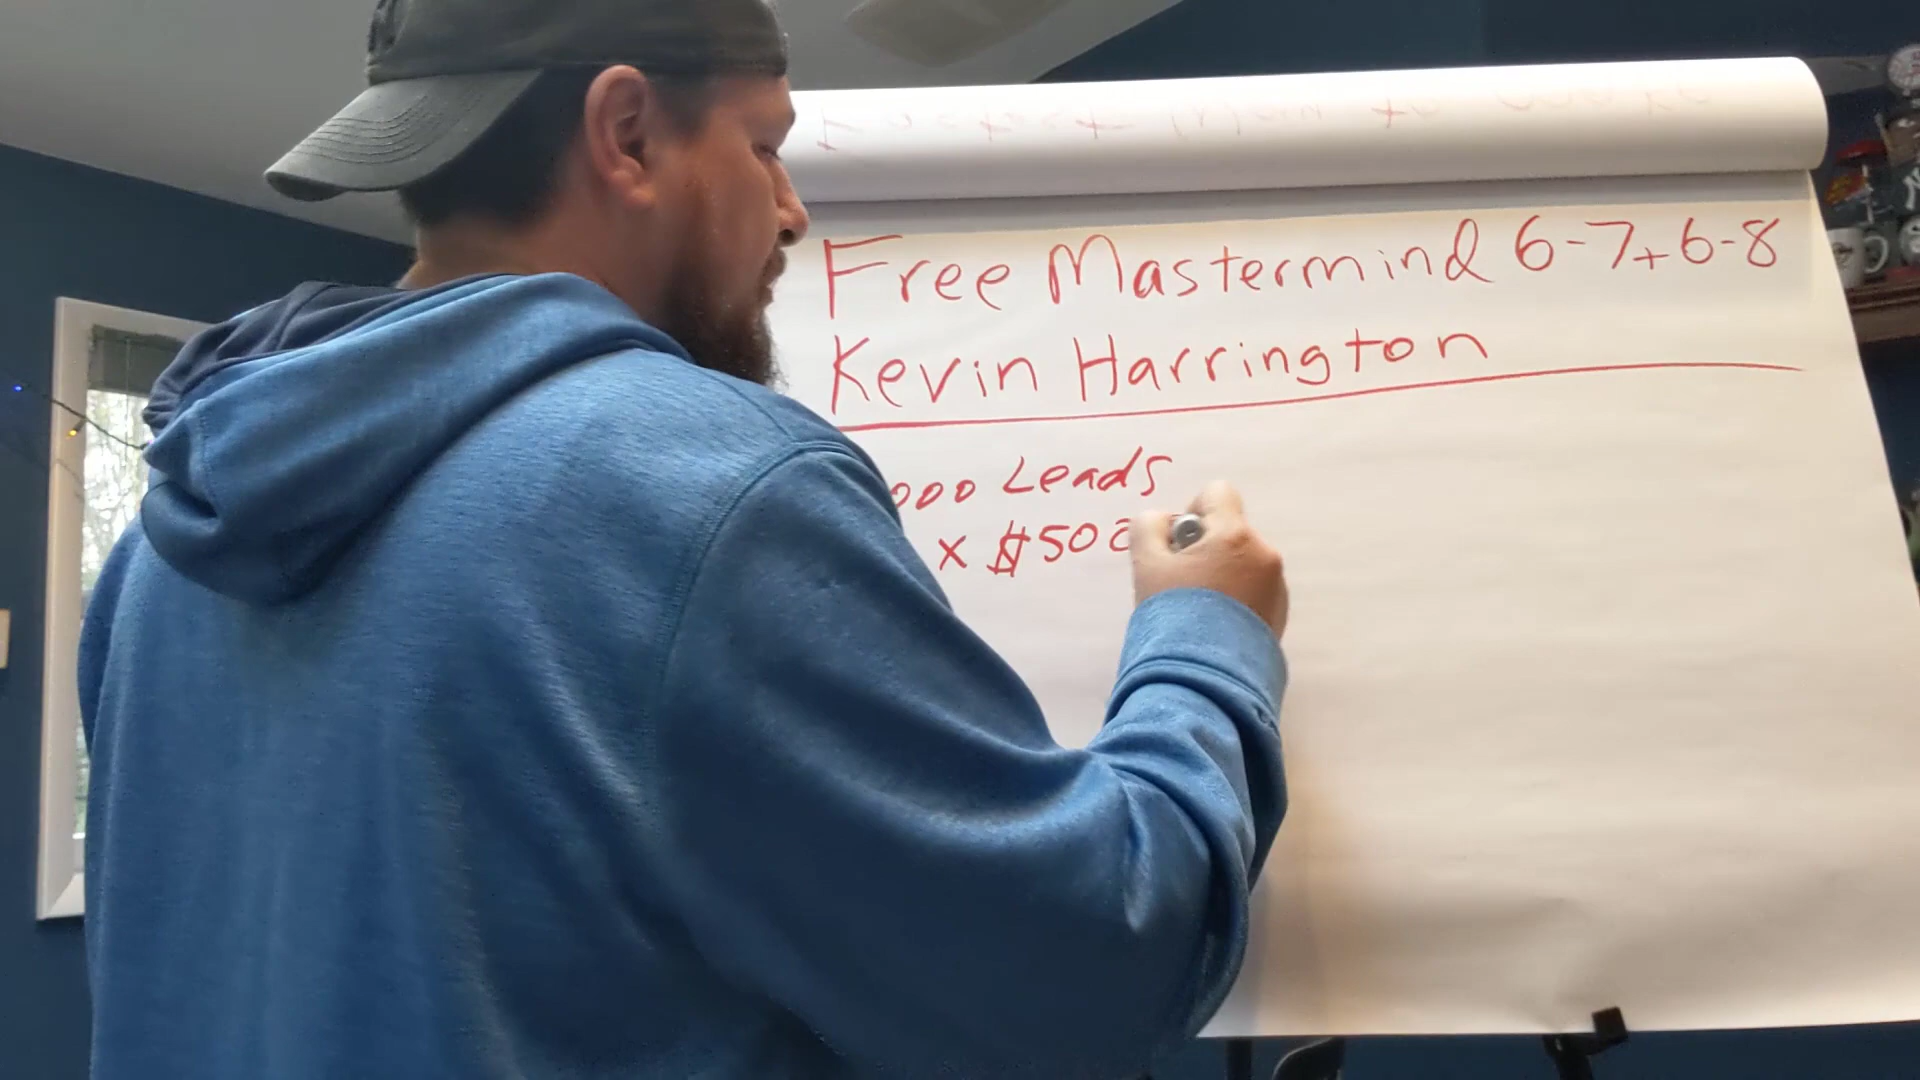 Free Mastermind 6-7+6-8
Kevin Harrington
000 Leads
x $50